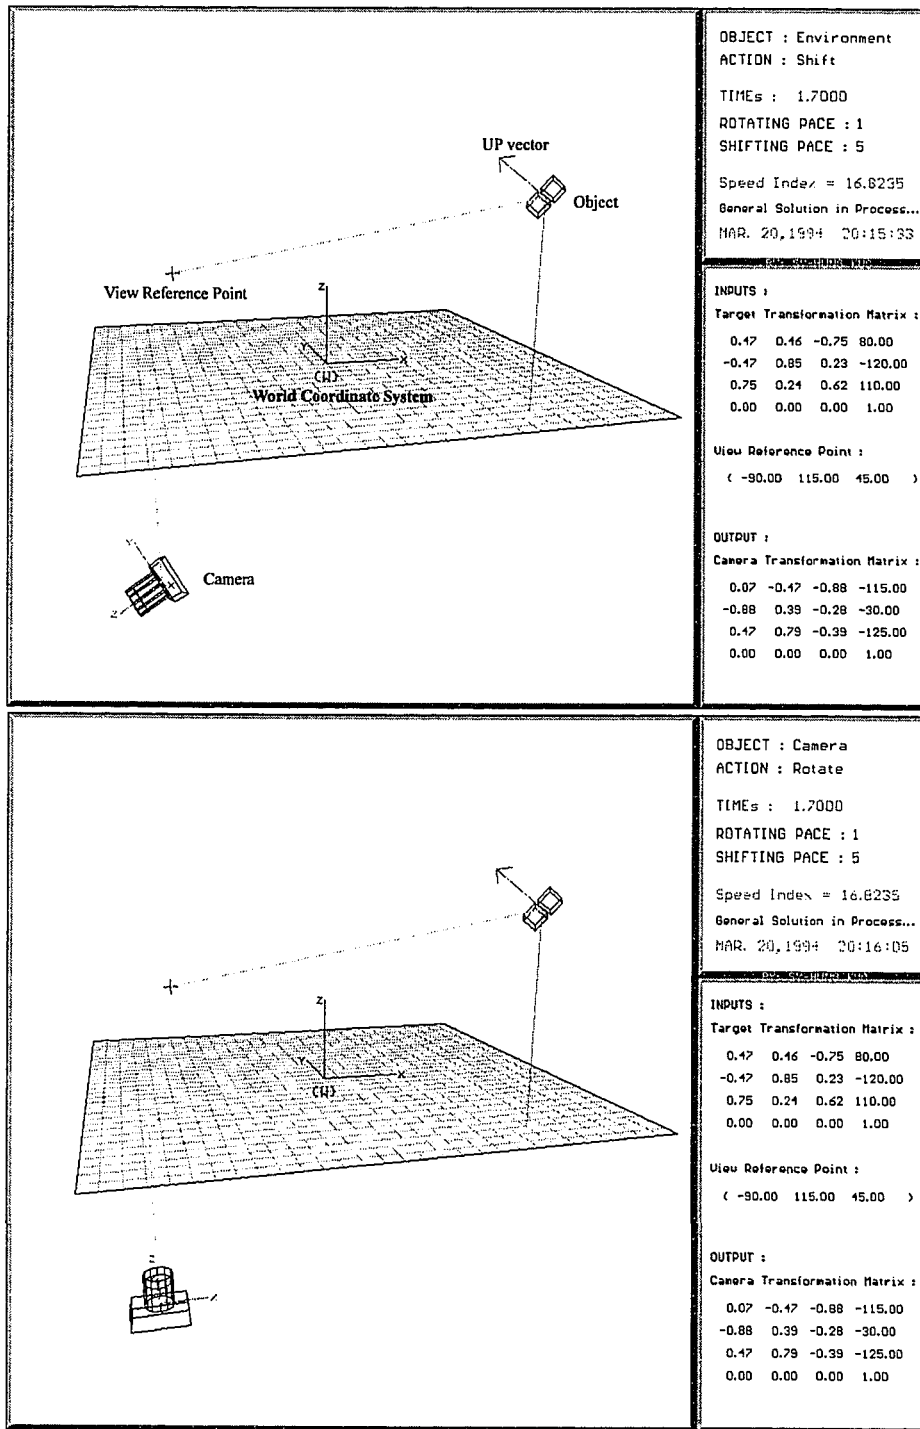 OBJECT : Environment
ACTION : Shift
TIMEs : 1.7000
ROTATING PACE : 1
SHIFTING PACE : 5
Speed Index = 16.8235
General Solution in Process...
MAR. 20,1994 20:15:33
UP vector
Object
View Reference Point
Z
Y
X
(W)
World Coordinato System
Y
X
Z
Camera
INPUTS :
Target Transformation Matrix :
0.47 0.46 -0.75 80.00
-0.47 0.85 0.23 -120.00
0.75 0.24 0.62 110.00
0.00 0.00 0.00 1.00
View Reference Point :
( -90.00 115.00 45.00 )
OUTPUT :
Camera Transformation Matrix :
0.07 -0.47 -0.88 -115.00
-0.88 0.39 -0.28 -30.00
0.47 0.79 -0.39 -125.00
0.00 0.00 0.00 1.00
OBJECT : Camera
ACTION : Rotate
TIMEs : 1.7000
ROTATING PACE : 1
SHIFTING PACE : 5
Speed Index = 16.8235
General Solution in Process...
MAR. 20,1994 20:16:05
Z
Y
X
(W)
Z
X
INPUTS :
Target Transformation Matrix :
0.47 0.46 -0.75 80.00
-0.47 0.85 0.23 -120.00
0.75 0.24 0.62 110.00
0.00 0.00 0.00 1.00
View Reference Point :
( -90.00 115.00 45.00 )
OUTPUT :
Camera Transformation Matrix :
0.07 -0.47 -0.88 -115.00
-0.88 0.39 -0.28 -30.00
0.47 0.79 -0.39 -125.00
0.00 0.00 0.00 1.00